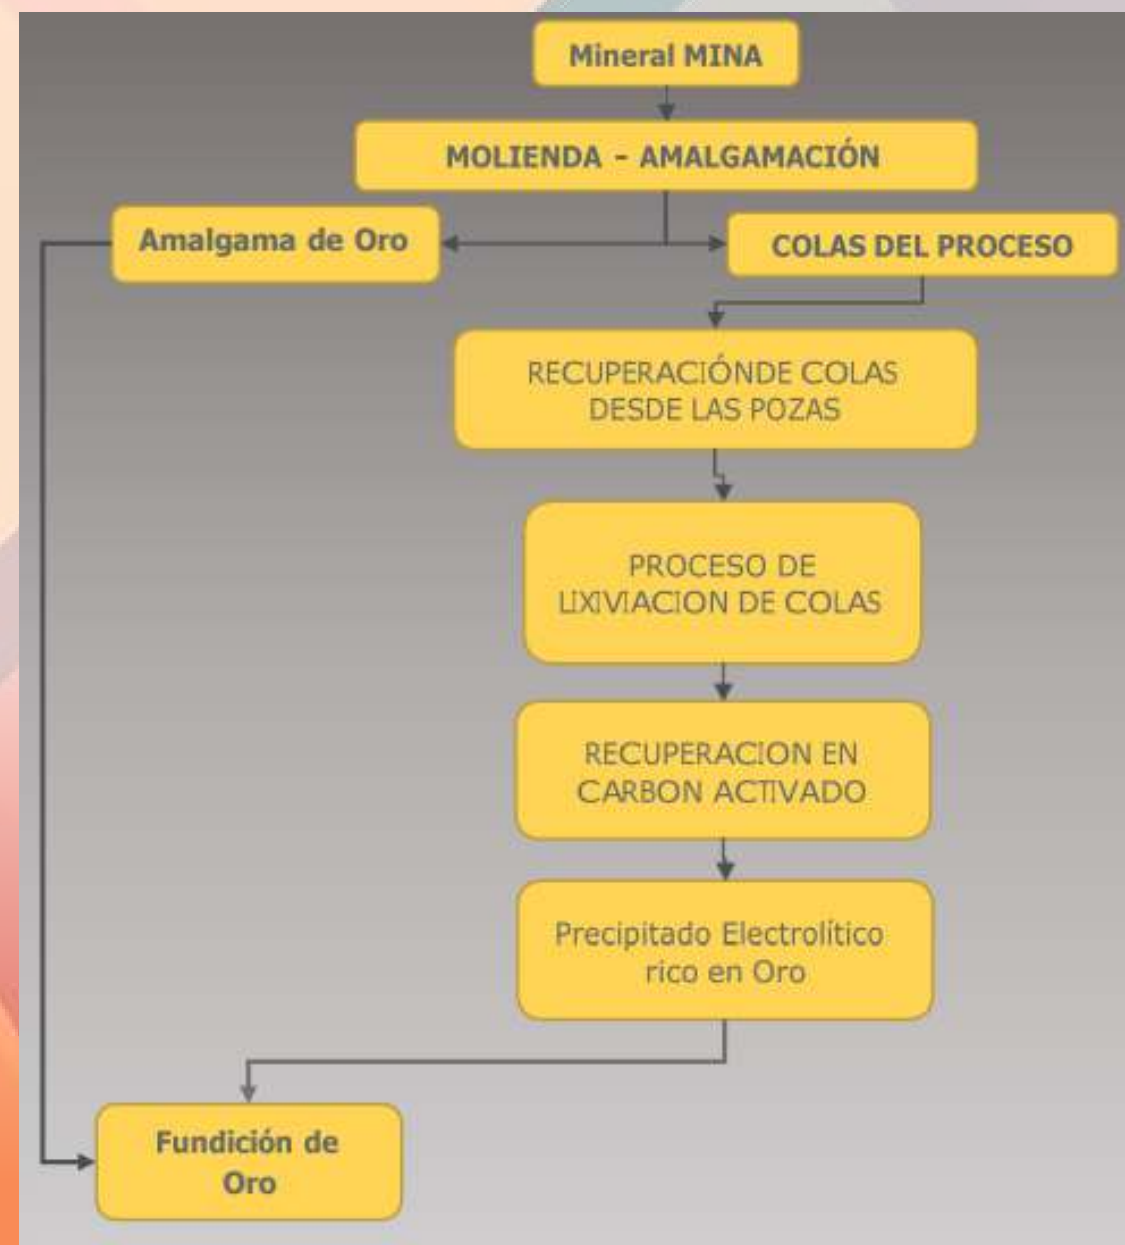 Mineral MINA
MOLIENDA - AMALGAMACIÓN
Amalgama de Oro
COLAS DEL PROCESO
RECUPERACIÓNDE COLAS
DESDE LAS POZAS
PROCESO DE
LIXIVIACION DE COLAS
RECUPERACION EN
CARBON ACTIVADO
Precipitado Electrolítico
rico en Oro
Fundición de
Oro